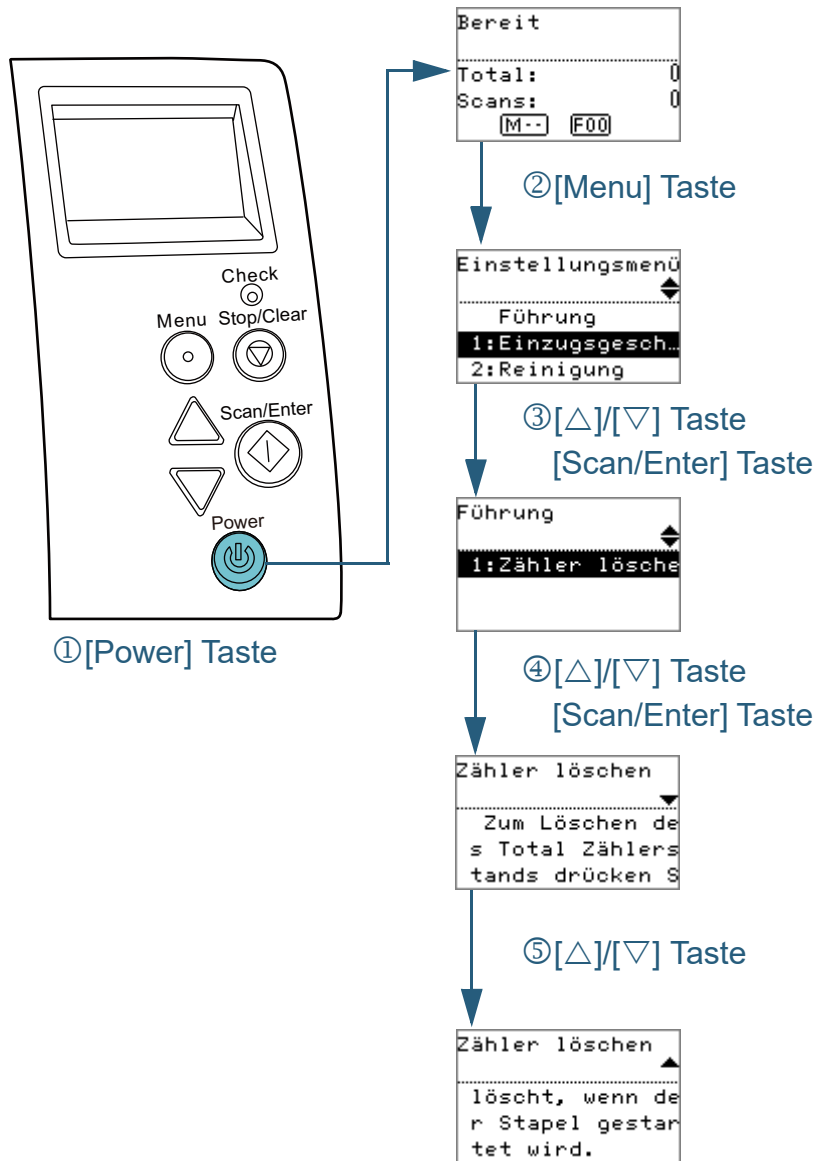 Check
Menu Stop/Clear
Scan/Enter
Power
①[Power] Taste
Bereit
Total: 0
Scans: 0
M-- F00
②[Menu] Taste
Einstellungsmenü
Führung
1:Einzugsgesch…
2:Reinigung
③[△]/[▽] Taste
[Scan/Enter] Taste
Führung
1:Zähler lösche
④[△]/[▽] Taste
[Scan/Enter] Taste
Zähler löschen
Zum Löschen de
s Total Zählers
tands drücken S
⑤[△]/[▽] Taste
Zähler löschen
löscht, wenn de
r Stapel gestar
tet wird.